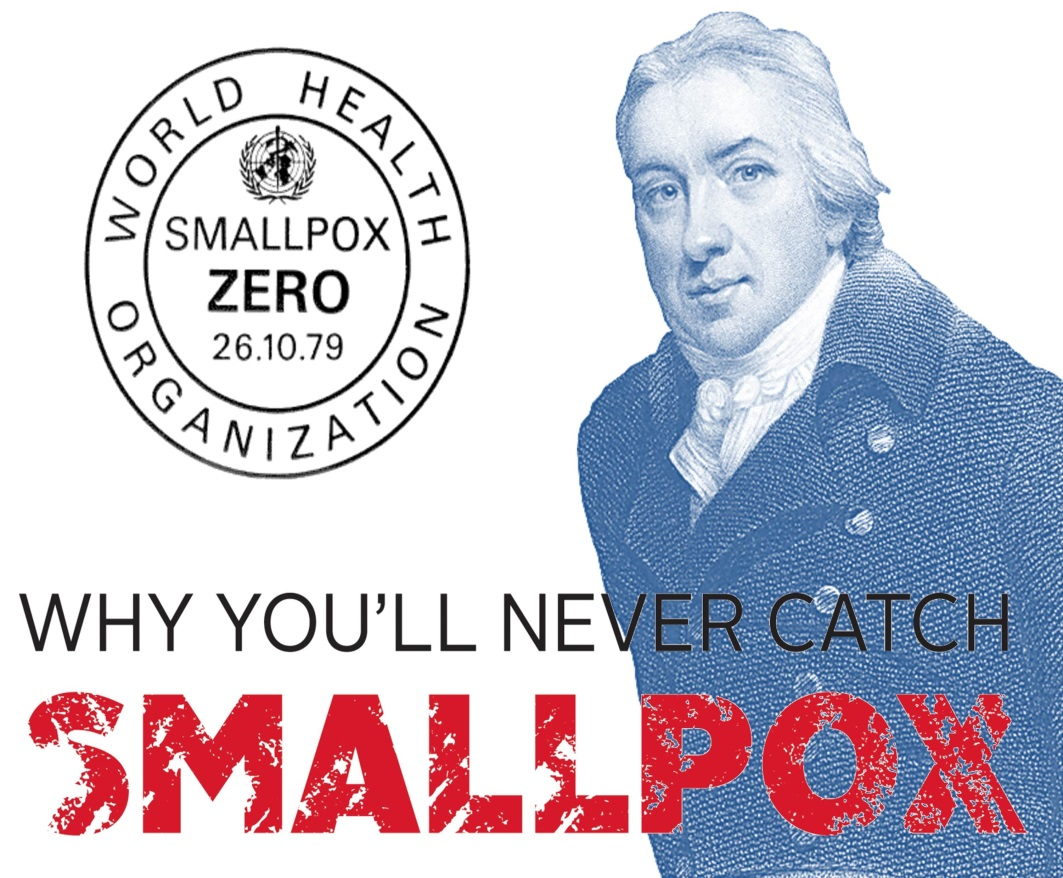 WORLD HEALTH
SMALLPOX
ZERO
26.10.79
ORGANIZATION
WHY YOU'LL NEVER CATCH
SMALLPOX